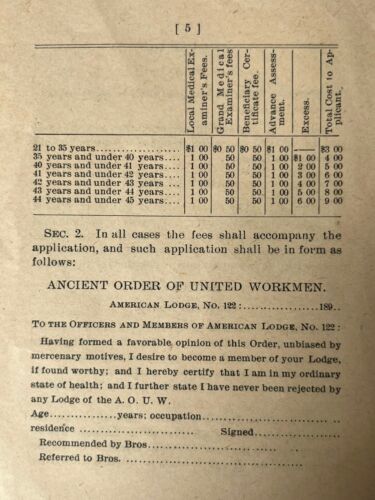 [ 5 ]
Local Medical Ex-
aminer's Fees.
Grand Medical
Examiner's fees
Beneficiary Cer-
tificate fee.
Advance Assess-
ment.
Excess.
Total Cost to Ap-
plicant.
21 to 35 years.................... $1 00 $0 50 $0 50 $1 00 —— $3 00
35 years and under 40 years.... 1 00 50 50 1 00 $1 00 4 00
40 years and under 41 years.... 1 00 50 50 1 00 2 00 5 00
41 years and under 42 years.... 1 00 50 50 1 00 3 00 6 00
42 years and under 43 years.... 1 00 50 50 1 00 4 00 7 00
43 years and under 44 years.... 1 00 50 50 1 00 5 00 8 00
44 years and under 45 years.... 1 00 50 50 1 00 6 00 9 00
SEC. 2. In all cases the fees shall accompany the
application, and such application shall be in form as
follows:
ANCIENT ORDER OF UNITED WORKMEN.
AMERICAN LODGE, NO. 122:..................189..
TO THE OFFICERS AND MEMBERS OF AMERICAN LODGE, NO. 122:
Having formed a favorable opinion of this Order, unbiased by
mercenary motives, I desire to become a member of your Lodge,
if found worthy; and I hereby certify that I am in my ordinary
state of health; and I further state I have never been rejected by
any Lodge of the A. O. U. W.
Age.................years; occupation.............................
residence ............................ Signed......................
Recommended by Bros.......................................
Referred to Bros. .........................................